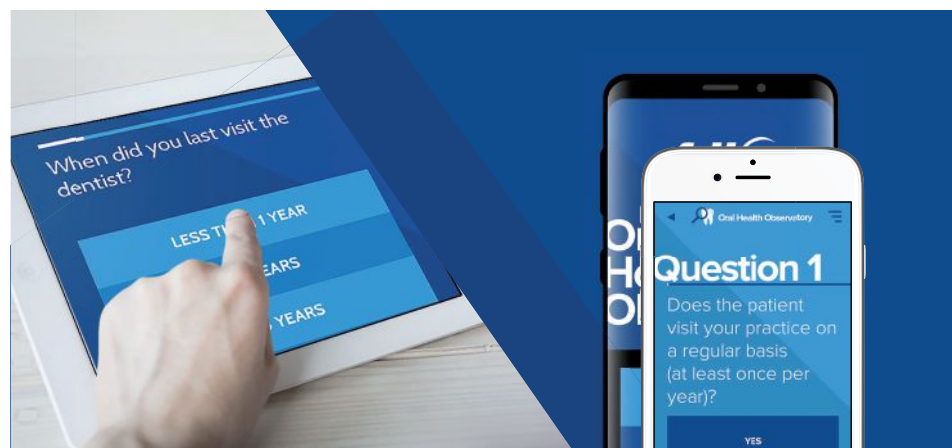 When did you last visit the
dentist?
LESS 1 YEAR
YEARS
Oral Health Observatory
Question 1
Does the patient
visit your practice on
a regular basis
(at least once per
year)?
YES